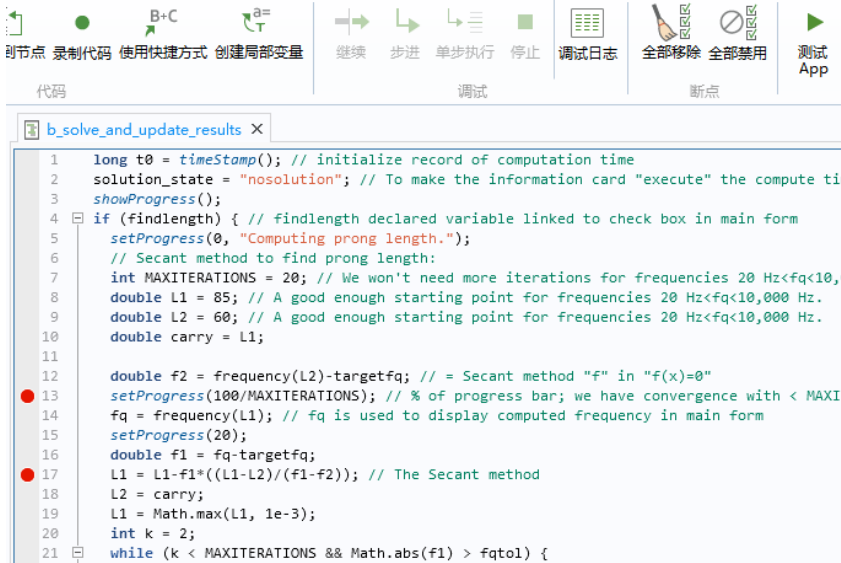 B+C a=
到节点 录制代码 使用快捷方式 创建局部变量 继续 步进 单步执行 停止 调试日志 全部移除 全部禁用 测试
App
代码 调试 断点
b_solve_and_update_results ×
1 long t0 = timeStamp(); // initialize record of computation time
2 solution_state = "nosolution"; // To make the information card "execute" the compute ti
3 showProgress();
4 if (findlength) { // findlength declared variable linked to check box in main form
5 setProgress(0, "Computing prong length.");
6 // Secant method to find prong length:
7 int MAXITERATIONS = 20; // We won't need more iterations for frequencies 20 Hz<fq<10,
8 double L1 = 85; // A good enough starting point for frequencies 20 Hz<fq<10,000 Hz.
9 double L2 = 60; // A good enough starting point for frequencies 20 Hz<fq<10,000 Hz.
10 double carry = L1;
11
12 double f2 = frequency(L2)-targetfq; // = Secant method "f" in "f(x)=0"
13 setProgress(100/MAXITERATIONS); // % of progress bar; we have convergence with < MAXI
14 fq = frequency(L1); // fq is used to display computed frequency in main form
15 setProgress(20);
16 double f1 = fq-targetfq;
17 L1 = L1-f1*((L1-L2)/(f1-f2)); // The Secant method
18 L2 = carry;
19 L1 = Math.max(L1, 1e-3);
20 int k = 2;
21 while (k < MAXITERATIONS && Math.abs(f1) > fqtol) {